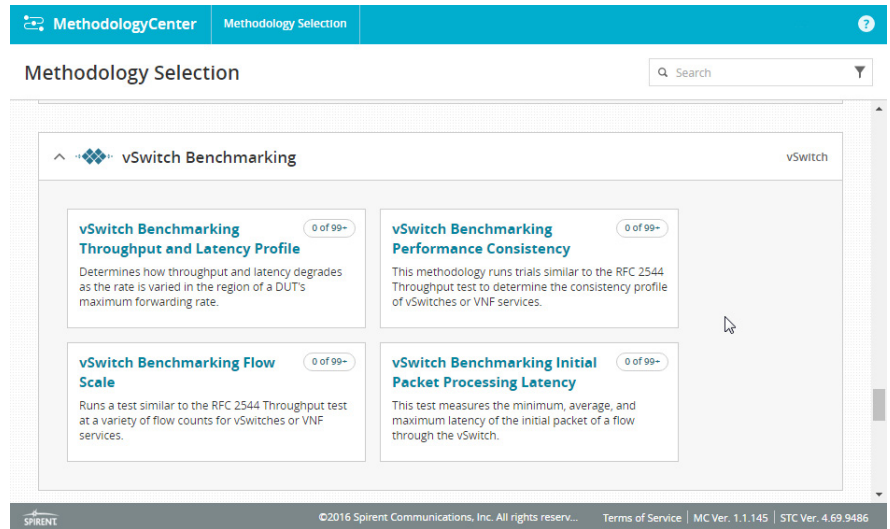 MethodologyCenter
Methodology Selection
?
Methodology Selection
Search
vSwitch Benchmarking
vSwitch
vSwitch Benchmarking
Throughput and Latency Profile
0 of 99+
Determines how throughput and latency degrades
as the rate is varied in the region of a DUT's
maximum forwarding rate.
vSwitch Benchmarking
Performance Consistency
0 of 99+
This methodology runs trials similar to the RFC 2544
Throughput test to determine the consistency profile
of vSwitches or VNF services.
vSwitch Benchmarking Flow
Scale
0 of 99+
Runs a test similar to the RFC 2544 Throughput test
at a variety of flow counts for vSwitches or VNF
services.
vSwitch Benchmarking Initial
Packet Processing Latency
0 of 99+
This test measures the minimum, average, and
maximum latency of the initial packet of a flow
through the vSwitch.
SPIRENT
©2016 Spirent Communications, Inc. All rights reserv...
Terms of Service | MC Ver. 1.1.145 | STC Ver. 4.69.9486